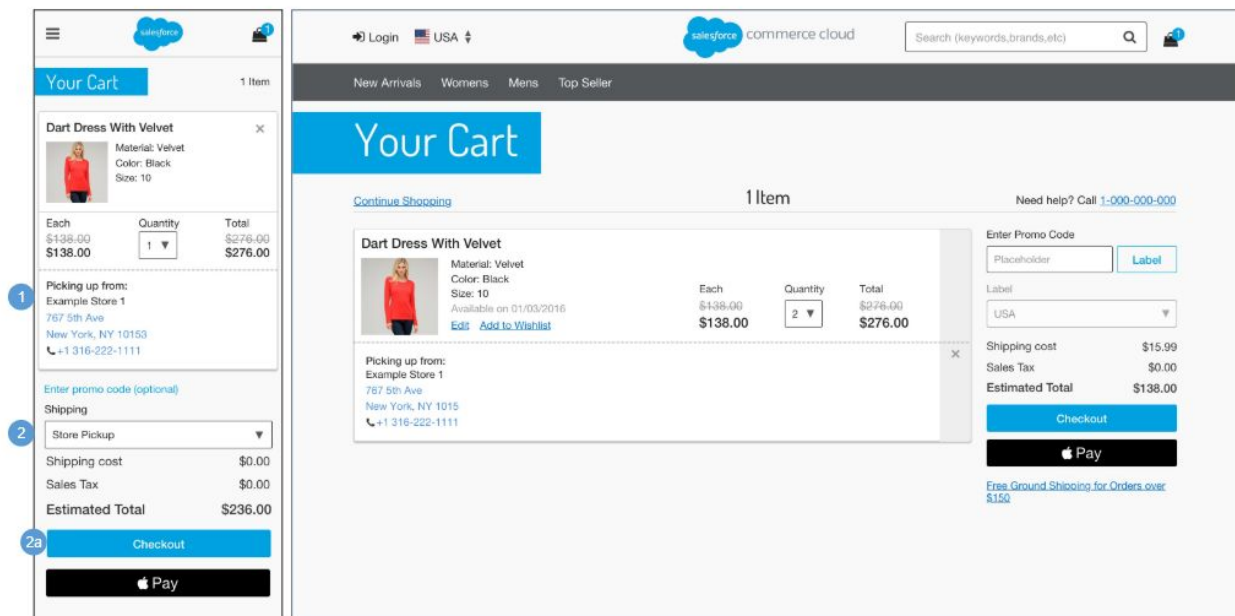 salesforce
1
Your Cart
1 Item
Dart Dress With Velvet
×
Material: Velvet
Color: Black
Size: 10
Each
Quantity
Total
$138.00
$138.00
1
$276.00
$276.00
1
Picking up from:
Example Store 1
767 5th Ave
New York, NY 10153
+1 316-222-1111
Enter promo code (optional)
Shipping
2
Store Pickup
Shipping cost $0.00
Sales Tax $0.00
Estimated Total $236.00
2a
Checkout
Pay
Login
USA
salesforce commerce cloud
Search (keywords,brands,etc)
1
New Arrivals Womens Mens Top Seller
Your Cart
Continue Shopping
1 Item
Need help? Call 1-000-000-000
Dart Dress With Velvet
Material: Velvet
Color: Black
Size: 10
Available on 01/03/2016
Edit Add to Wishlist
Each
$138.00
$138.00
Quantity
2
Total
$276.00
$276.00
×
Picking up from:
Example Store 1
767 5th Ave
New York, NY 1015
+1 316-222-1111
Enter Promo Code
Placeholder
Label
Label
USA
Shipping cost $15.99
Sales Tax $0.00
Estimated Total $138.00
Checkout
Pay
Free Ground Shipping for Orders over
$150